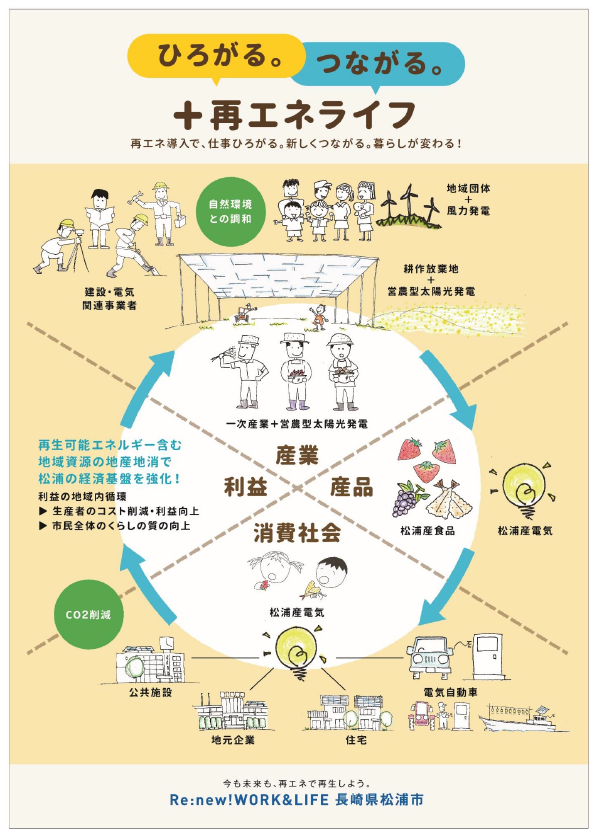 ひろがる。
つながる。
＋再エネライフ
再エネ導入で、仕事ひろがる。新しくつながる。暮らしが変わる！
自然環境
との調和
地域団体
＋
風力発電
建設・電気
関連事業者
耕作放棄地
＋
営農型太陽光発電
一次産業＋営農型太陽光発電
産業
利益
産品
消費社会
再生可能エネルギー含む
地域資源の地産地消で
松浦の経済基盤を強化！
利益の地域内循環
▶ 生産者のコスト削減・利益向上
▶ 市民全体のくらしの質の向上
松浦産食品
松浦産電気
CO2削減
松浦産電気
公共施設
電気自動車
地元企業
住宅
今も未来も、再エネで再生しよう。
Re:new!WORK&LIFE 長崎県松浦市